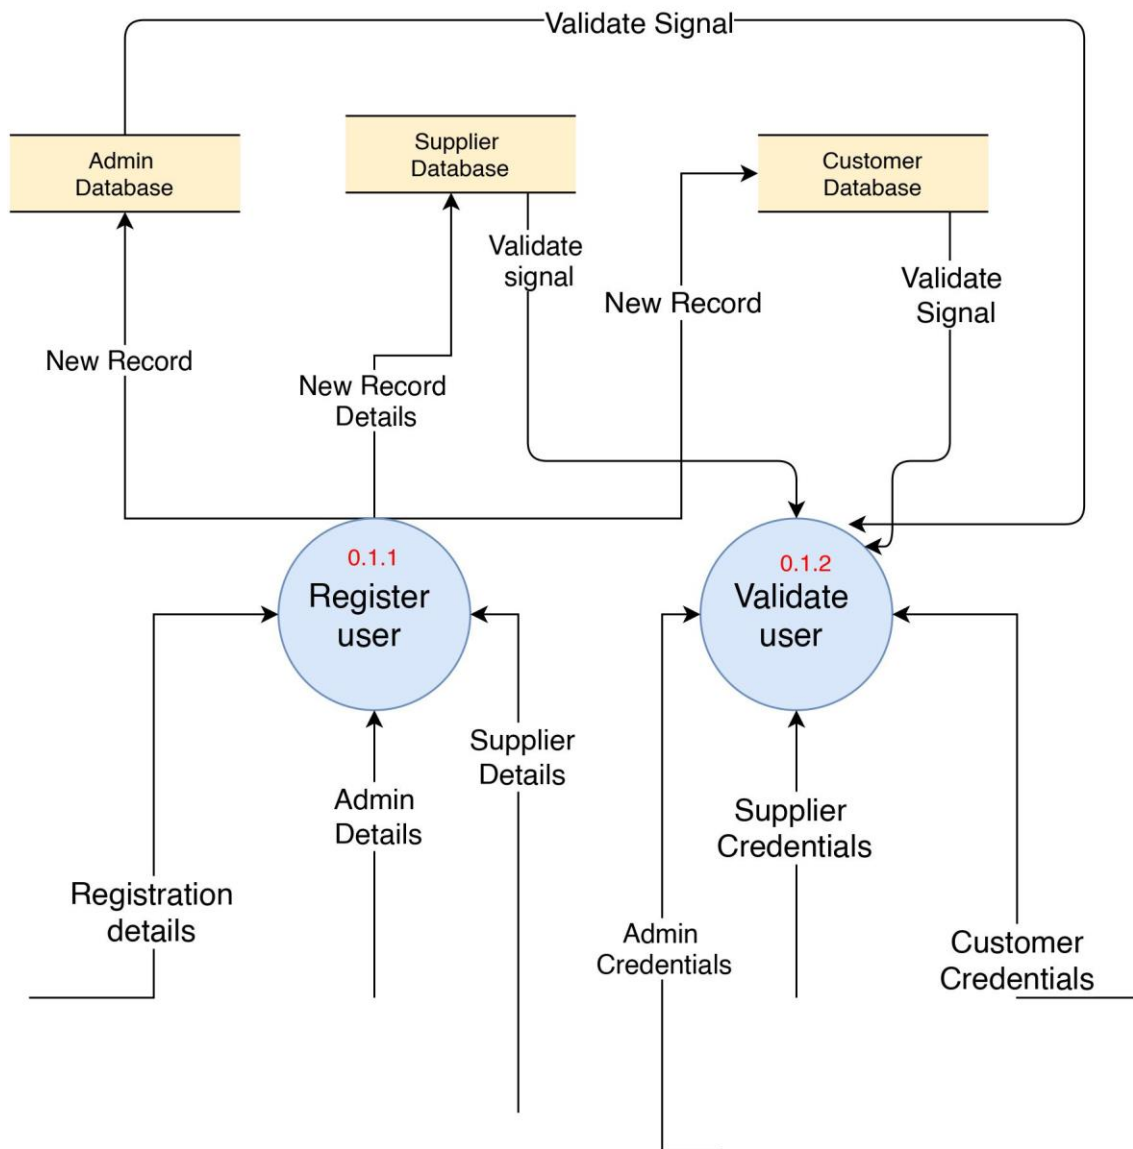 Validate Signal
Admin
Database
Supplier
Database
Customer
Database
Validate
signal
New Record
Validate
Signal
New Record
New Record
Details
0.1.1
Register
user
0.1.2
Validate
user
Supplier
Details
Admin
Details
Supplier
Credentials
Registration
details
Admin
Credentials
Customer
Credentials